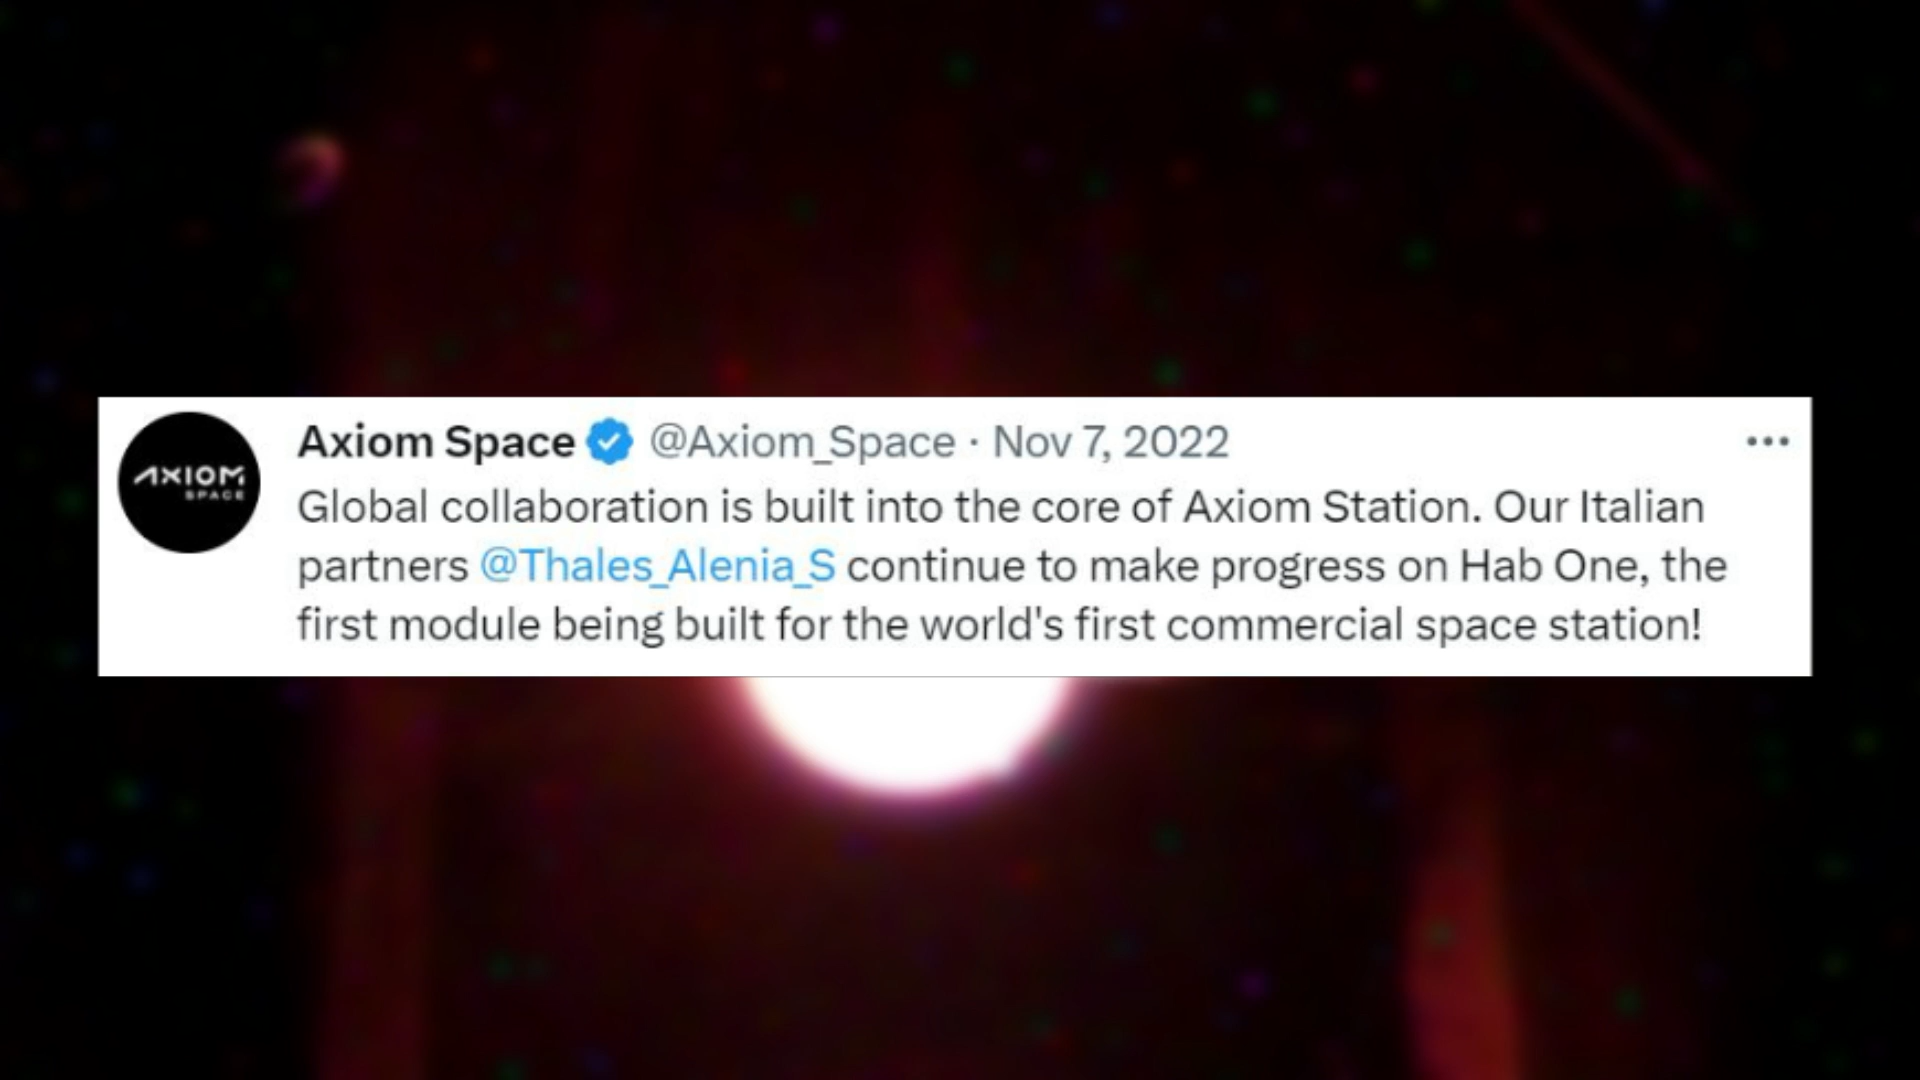 AXIOM
SPACE
Axiom Space @Axiom_Space · Nov 7, 2022
Global collaboration is built into the core of Axiom Station. Our Italian
partners @Thales_Alenia_S continue to make progress on Hab One, the
first module being built for the world's first commercial space station!